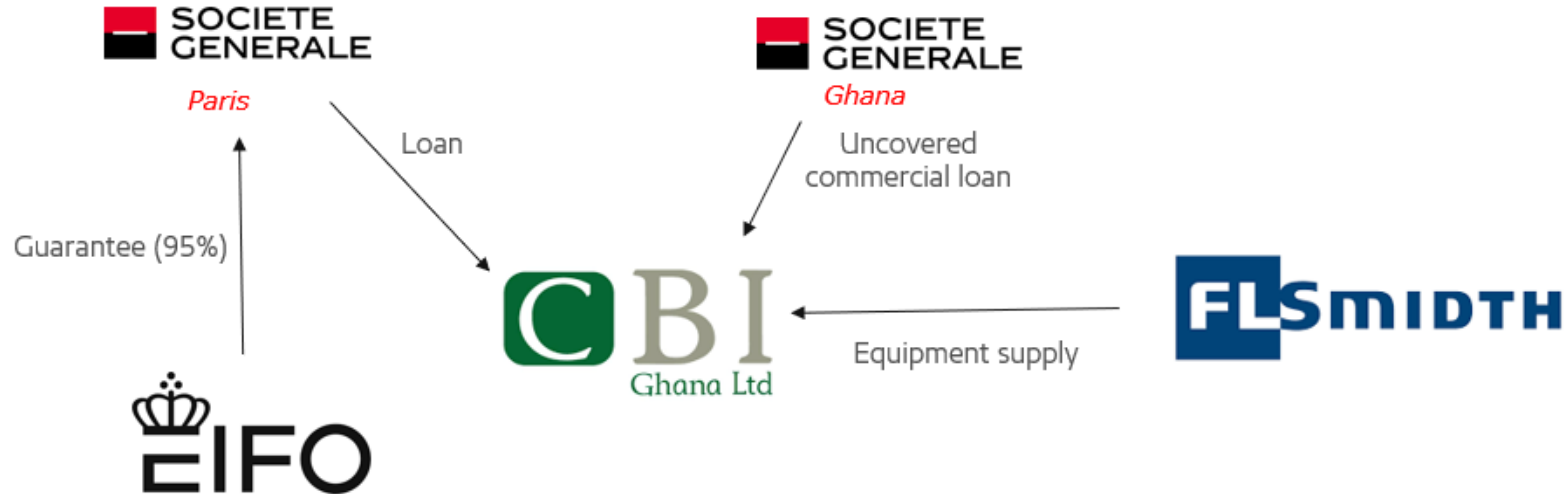 SOCIETE
GENERALE
Paris
SOCIETE
GENERALE
Ghana
Loan
Uncovered
commercial loan
Guarantee (95%)
CBI
Ghana Ltd
FLSMIDTH
Equipment supply
EIFO